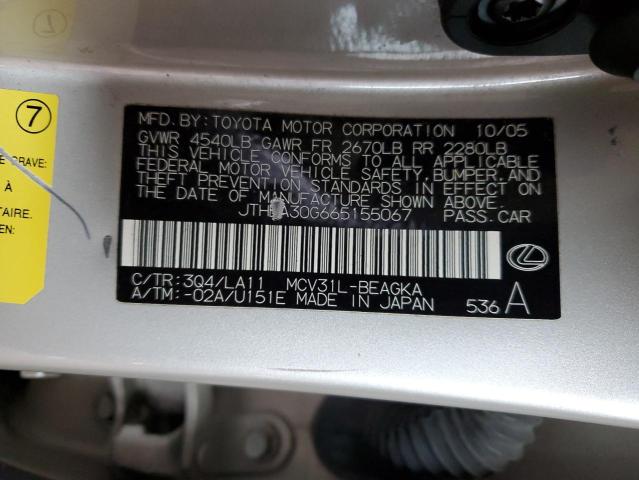 MFD. BY: TOYOTA MOTOR CORPORATION 10/05
GVWR 4540LB GAWR FR 2670LB RR 2280LB
THIS VEHICLE CONFORMS TO ALL APPLICABLE
FEDERAL MOTOR VEHICLE SAFETY, BUMPER, AND
THEFT PREVENTION STANDARDS IN EFFECT ON
THE DATE OF MANUFACTURE SHOWN ABOVE.
PASS. CAR
C/TR: 3Q4/LA11 MCV31L-BEAGKA
A/TM: -02A/U151E MADE IN JAPAN
536 A
7
GRAVE:
À
TAIRE.
EN: